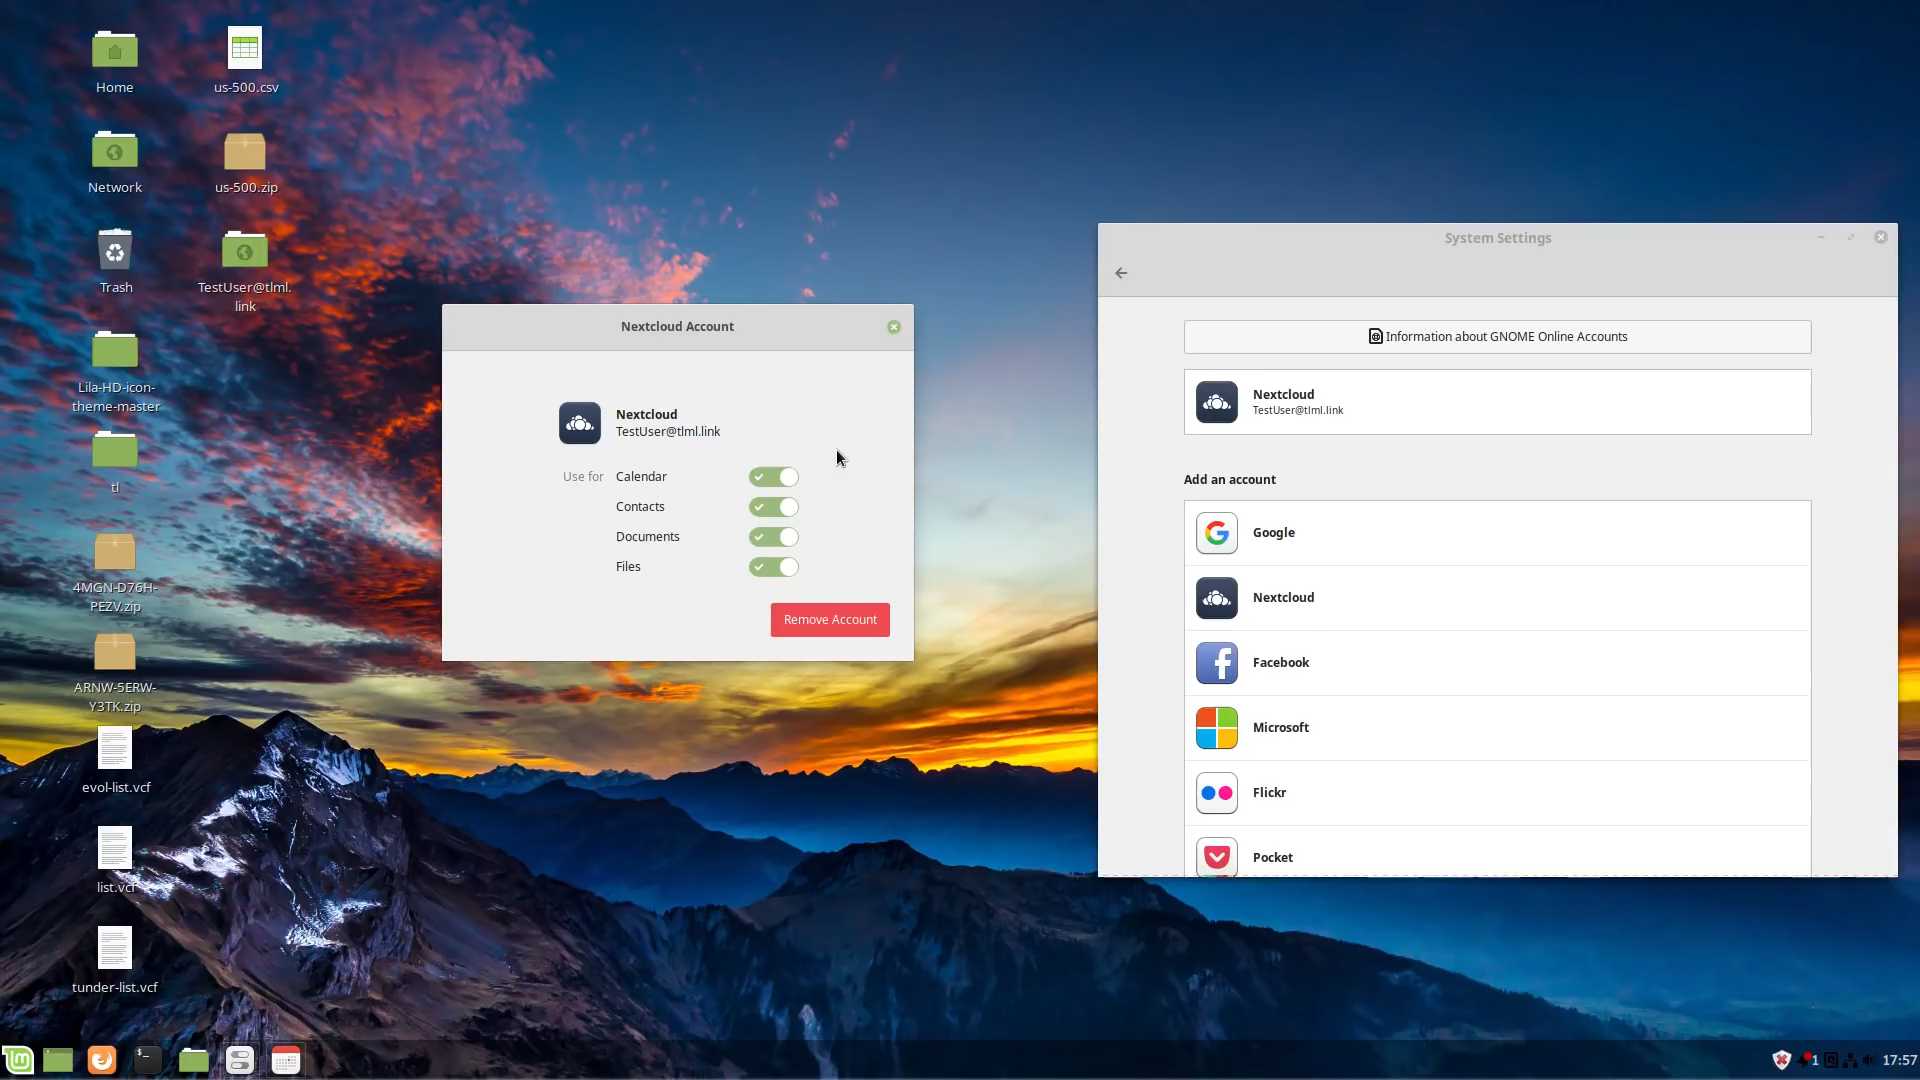 Home
us-500.csv
Network
us-500.zip
Trash
TestUser@tlml.
link
Lila-HD-icon-
theme-master
tl
4MGN-D76H-
PEZV.zip
ARNW-5ERW-
Y3TK.zip
evol-list.vcf
list.vcf
tunder-list.vcf
Nextcloud Account
Nextcloud
TestUser@tlml.link
Use for Calendar
Contacts
Documents
Files
Remove Account
System Settings
Information about GNOME Online Accounts
Nextcloud
TestUser@tlml.link
Add an account
Google
Nextcloud
Facebook
Microsoft
Flickr
Pocket
1
17:57